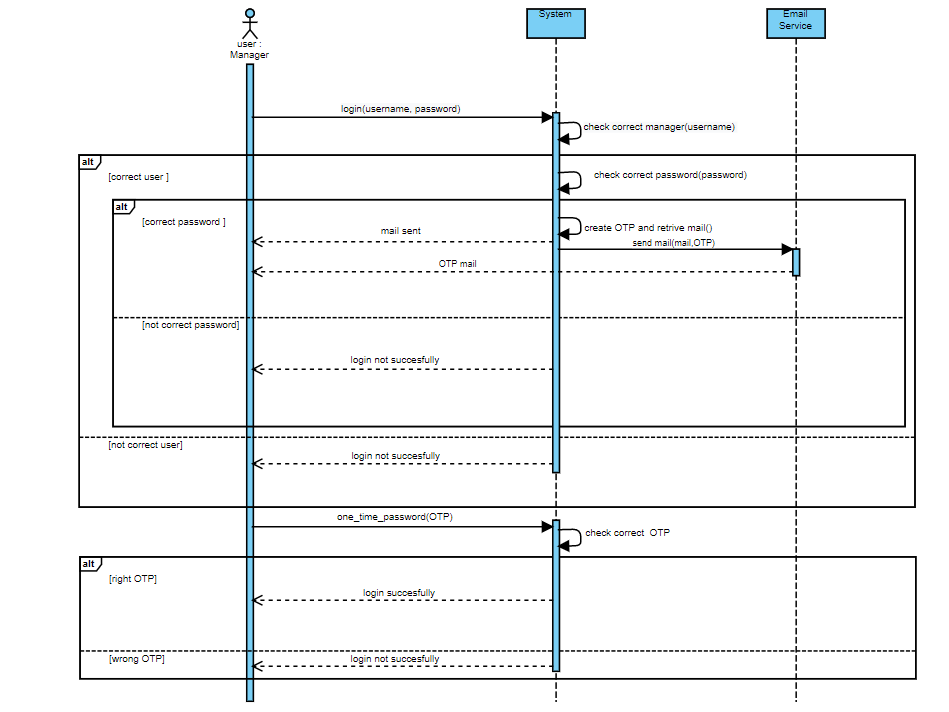 System
Email
Service
user :
Manager
login(username, password)
check correct manager(username)
alt
[correct user ]
check correct password(password)
alt
[correct password ]
create OTP and retrive mail()
mail sent
send mail(mail,OTP)
OTP mail
[not correct password]
login not succesfully
[not correct user]
login not succesfully
one_time_password(OTP)
check correct  OTP
alt
[right OTP]
login succesfully
[wrong OTP]
login not succesfully